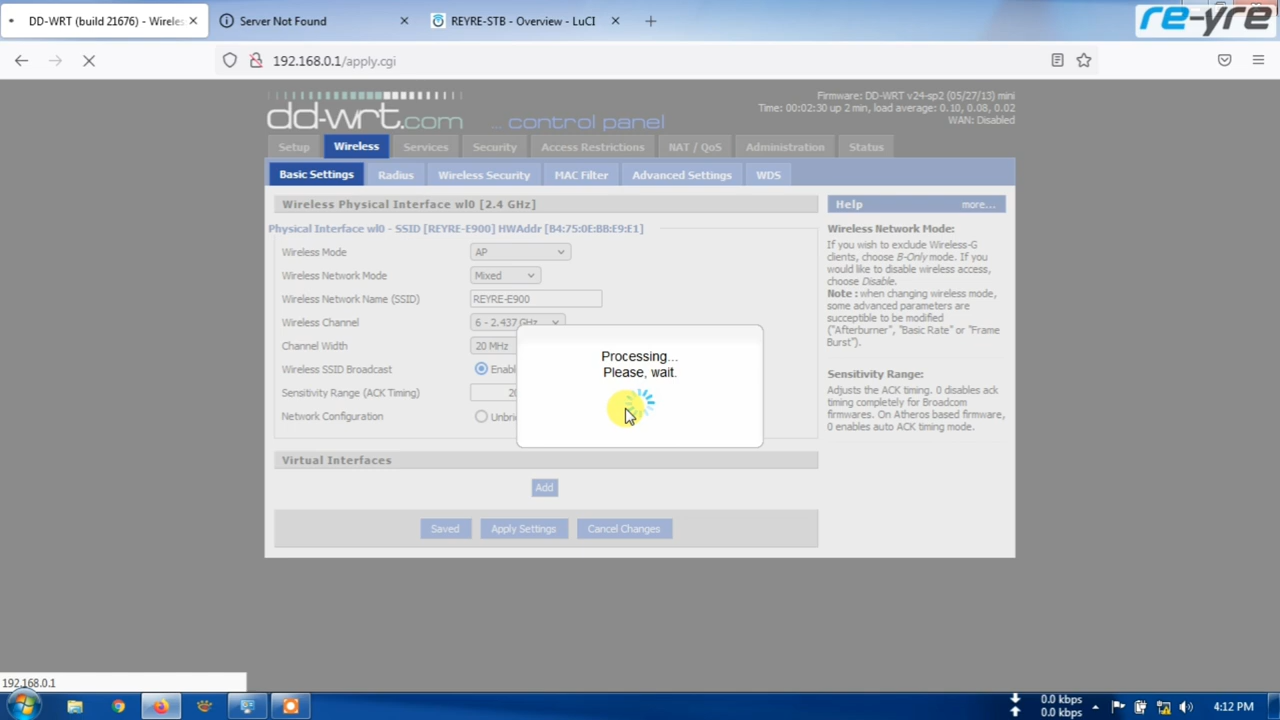 DD-WRT (build 21676) - Wireles
Server Not Found
REYRE-STB - Overview - LuCI
re-yre
192.168.0.1/apply.cgi
dd-wrt.com ... control panel
Firmware: DD-WRT v24-sp2 (05/27/13) mini
Time: 00:02:30 up 2 min, load average: 0.10, 0.08, 0.02
WAN: Disabled
Setup Wireless Services Security Access Restrictions NAT / QoS Administration Status
Basic Settings Radius Wireless Security MAC Filter Advanced Settings WDS
Wireless Physical Interface wl0 [2.4 GHz]
Physical Interface wl0 - SSID [REYRE-E900] HWAddr [B4:75:0E:BB:E9:E1]
Wireless Mode AP
Wireless Network Mode Mixed
Wireless Network Name (SSID) REYRE-E900
Wireless Channel 6 - 2.437 GHz
Channel Width 20 MHz
Wireless SSID Broadcast Enabl
Sensitivity Range (ACK Timing) 20
Network Configuration Unbri
Processing...
Please, wait.
Virtual Interfaces
Add
Saved Apply Settings Cancel Changes
Help more...
Wireless Network Mode:
If you wish to exclude Wireless-G
clients, choose B-Only mode. If you
would like to disable wireless access,
choose Disable.
Note : when changing wireless mode,
some advanced parameters are
succeptible to be modified
("Afterburner", "Basic Rate" or "Frame
Burst").
Sensitivity Range:
Adjusts the ACK timing. 0 disables ack
timing completely for Broadcom
firmwares. On Atheros based firmware,
0 enables auto ACK timing mode.
192.168.0.1
0.0 kbps
0.0 kbps
4:12 PM